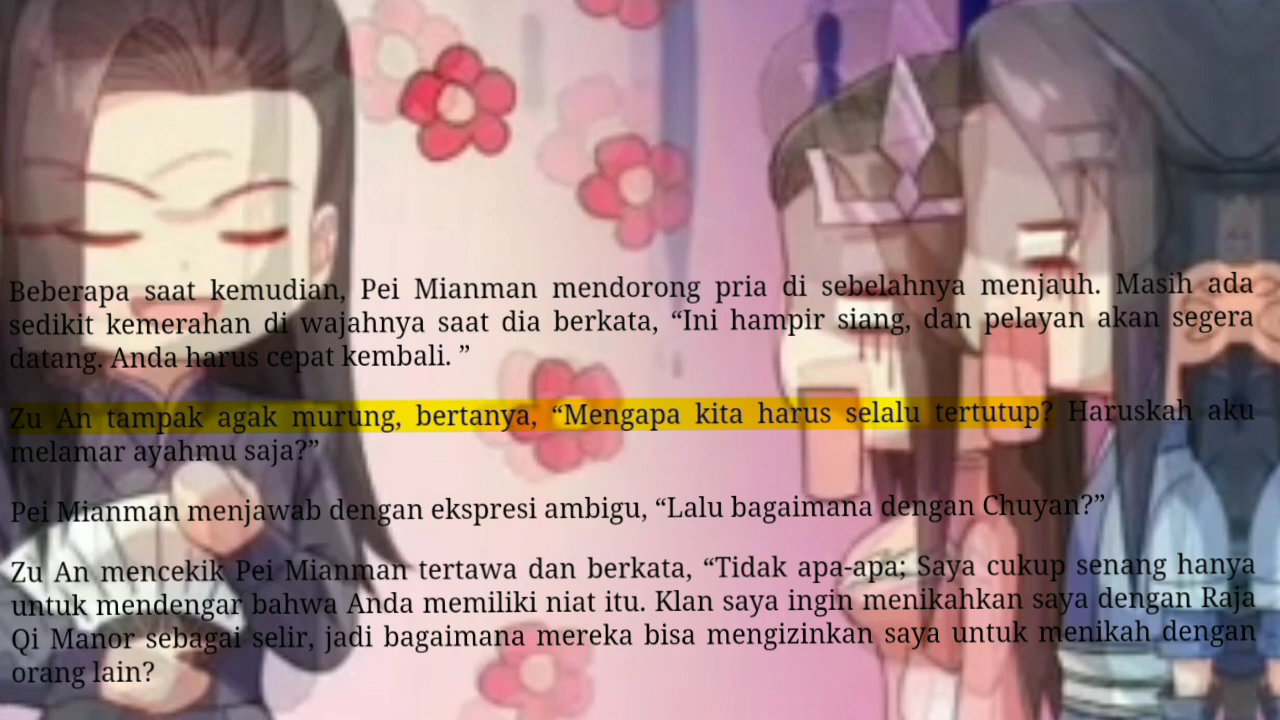 Beberapa saat kemudian, Pei Mianman mendorong pria di sebelahnya menjauh. Masih ada
sedikit kemerahan di wajahnya saat dia berkata, “Ini hampir siang, dan pelayan akan segera
datang. Anda harus cepat kembali. ”
Zu An tampak agak murung, bertanya, “Mengapa kita harus selalu tertutup? Haruskah aku
melamar ayahmu saja?”
Pei Mianman menjawab dengan ekspresi ambigu, “Lalu bagaimana dengan Chuyan?”
Zu An mencekik Pei Mianman tertawa dan berkata, “Tidak apa-apa; Saya cukup senang hanya
untuk mendengar bahwa Anda memiliki niat itu. Klan saya ingin menikahkan saya dengan Raja
Qi Manor sebagai selir, jadi bagaimana mereka bisa mengizinkan saya untuk menikah dengan
orang lain?